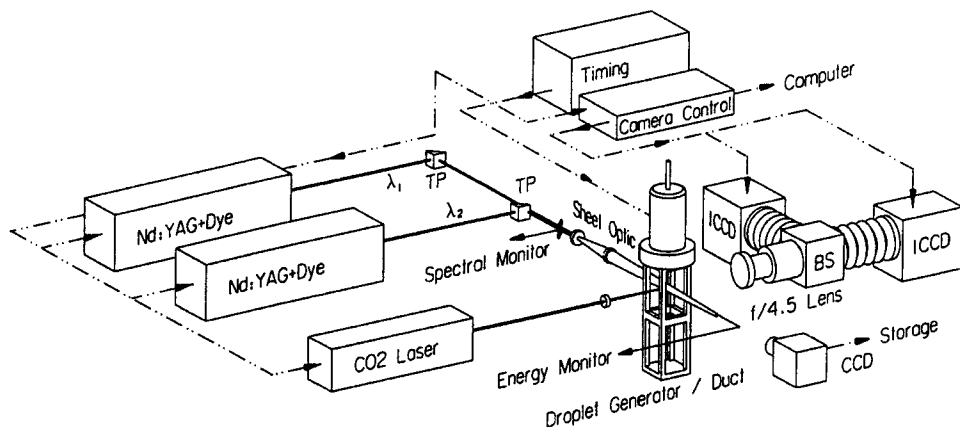 Timing
Computer
Camera Control
λ₁
TP
TP
λ₂
Sheel Optic
Nd:YAG+Dye
Nd:YAG+Dye
Spectral Monitor
ICCD
BS
ICCD
f/4.5 Lens
CO2 Laser
Energy Monitor
Storage
CCD
Droplet Generator / Duct